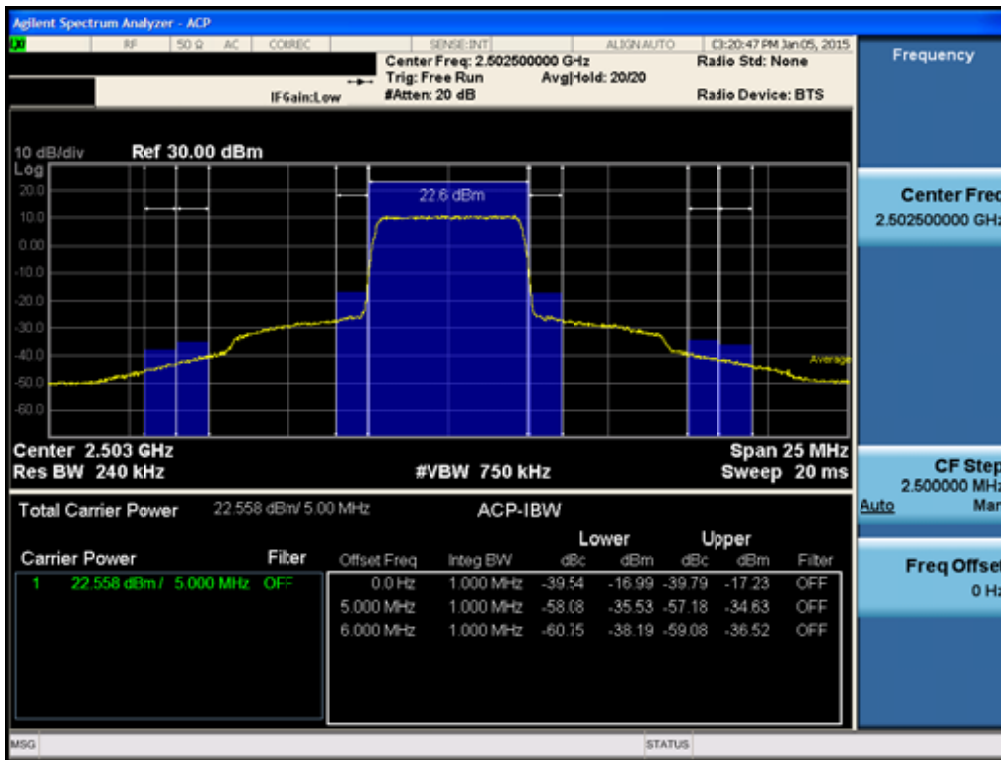 Agilent Spectrum Analyzer - ACP
LXI RF 50 Ω AC CORREC SENSE:INT ALIGN AUTO 03:20:47 PM Jan 05, 2015
Center Freq: 2.502500000 GHz Radio Std: None
Trig: Free Run Avg|Hold: 20/20
IFGain:Low #Atten: 20 dB Radio Device: BTS
Frequency
10 dB/div Ref 30.00 dBm
Log
20.0
10.0
0.00
-10.0
-20.0
-30.0
-40.0
-50.0
-60.0
22.6 dBm
Average
Center 2.503 GHz Span 25 MHz
Res BW 240 kHz #VBW 750 kHz Sweep 20 ms
Total Carrier Power 22.558 dBm/ 5.00 MHz ACP-IBW
Lower Upper
Carrier Power Filter Offset Freq Integ BW dBc dBm dBc dBm Filter
1 22.558 dBm / 5.000 MHz OFF 0.0 Hz 1.000 MHz -39.54 -16.99 -39.79 -17.23 OFF
5.000 MHz 1.000 MHz -58.08 -35.53 -57.18 -34.63 OFF
6.000 MHz 1.000 MHz -60.75 -38.19 -59.08 -36.52 OFF
Center Freq
2.502500000 GHz
CF Step
2.500000 MHz
Auto Man
Freq Offset
0 Hz
MSG STATUS